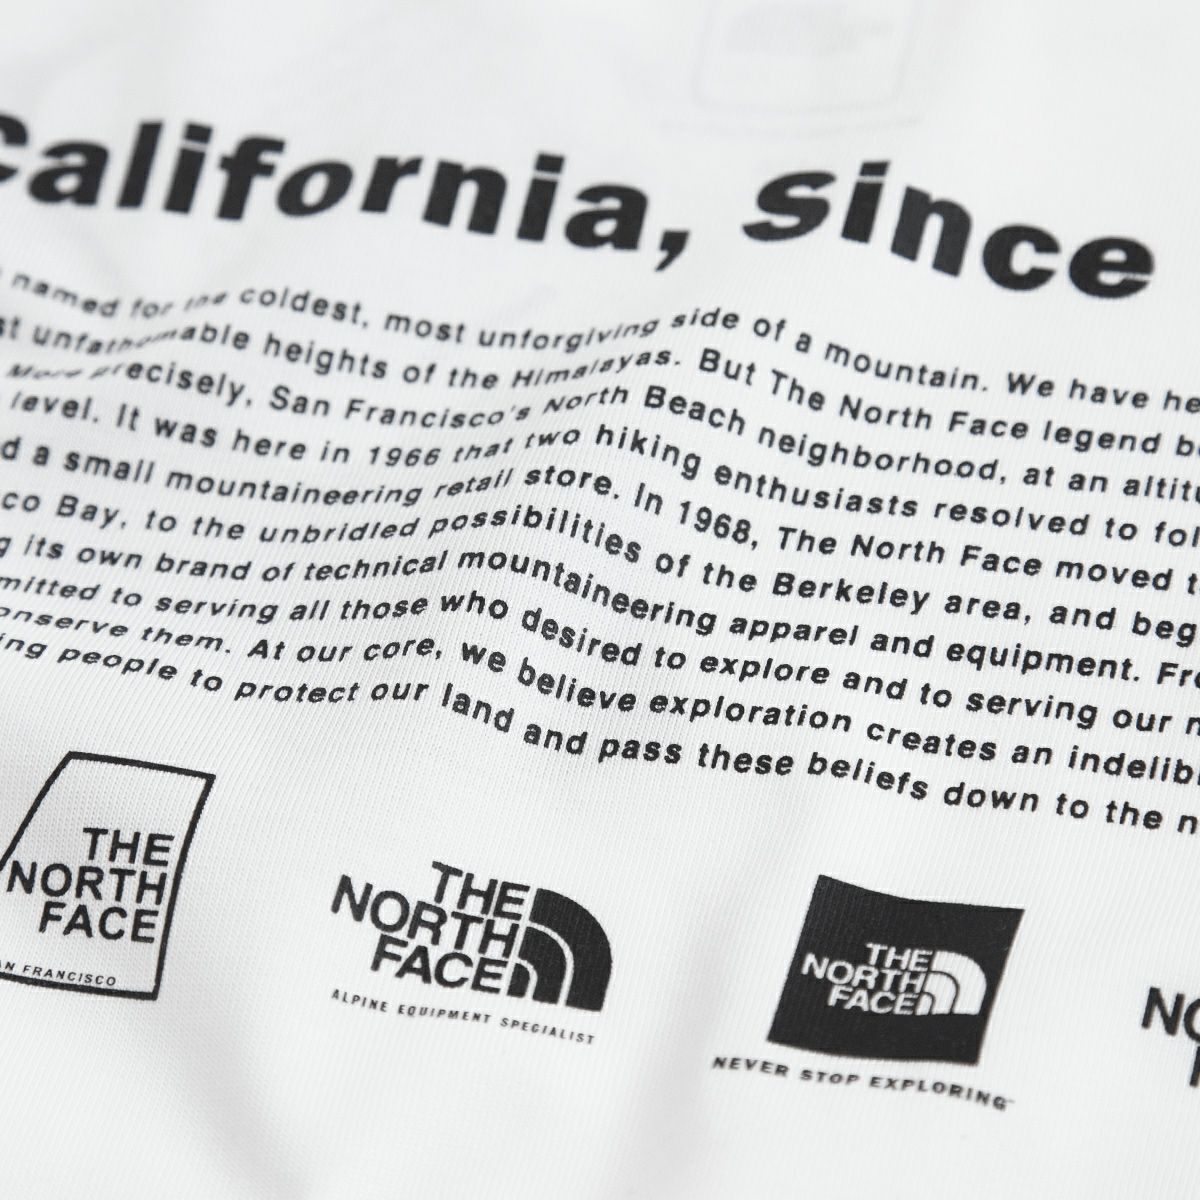 California, Since
named for the coldest, most unforgiving side of a mountain. We have he
st unfathomable heights of the Himalayas. But The North Face legend b
More precisely, San Francisco's North Beach neighborhood, at an altitu
level. It was here in 1966 that two hiking enthusiasts resolved to fol
d a small mountaineering retail store. In 1968, The North Face moved t
co Bay, to the unbridled possibilities of the Berkeley area, and beg
g its own brand of technical mountaineering apparel and equipment. Fr
mitted to serving all those who desired to explore and to serving our n
onserve them. At our core, we believe exploration creates an indelib
ing people to protect our land and pass these beliefs down to the n
THE
NORTH
FACE
AN FRANCISCO
THE
NORTH
FACE
ALPINE EQUIPMENT SPECIALIST
THE
NORTH
FACE
NEVER STOP EXPLORING™
NO